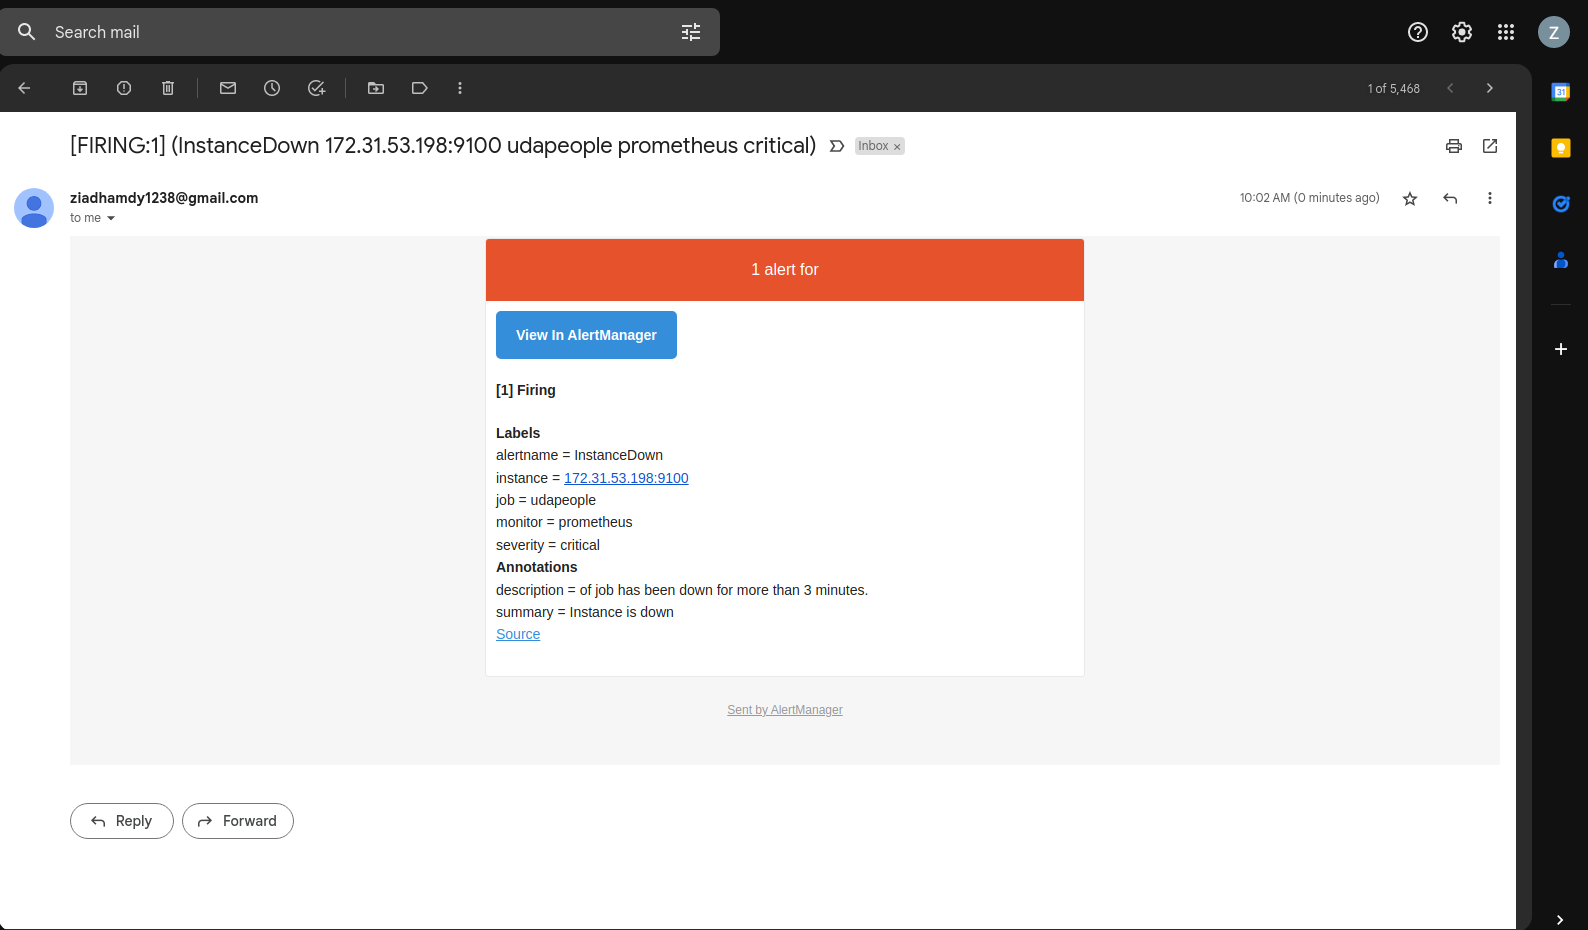 Search mail
Z
1 of 5,468
31
[FIRING:1] (InstanceDown 172.31.53.198:9100 udapeople prometheus critical)
Inbox ×
ziadhamdy1238@gmail.com
10:02 AM (0 minutes ago)
to me
1 alert for
View In AlertManager
[1] Firing
Labels
alertname = InstanceDown
instance = 172.31.53.198:9100
job = udapeople
monitor = prometheus
severity = critical
Annotations
description = of job has been down for more than 3 minutes.
summary = Instance is down
Source
Sent by AlertManager
Reply
Forward